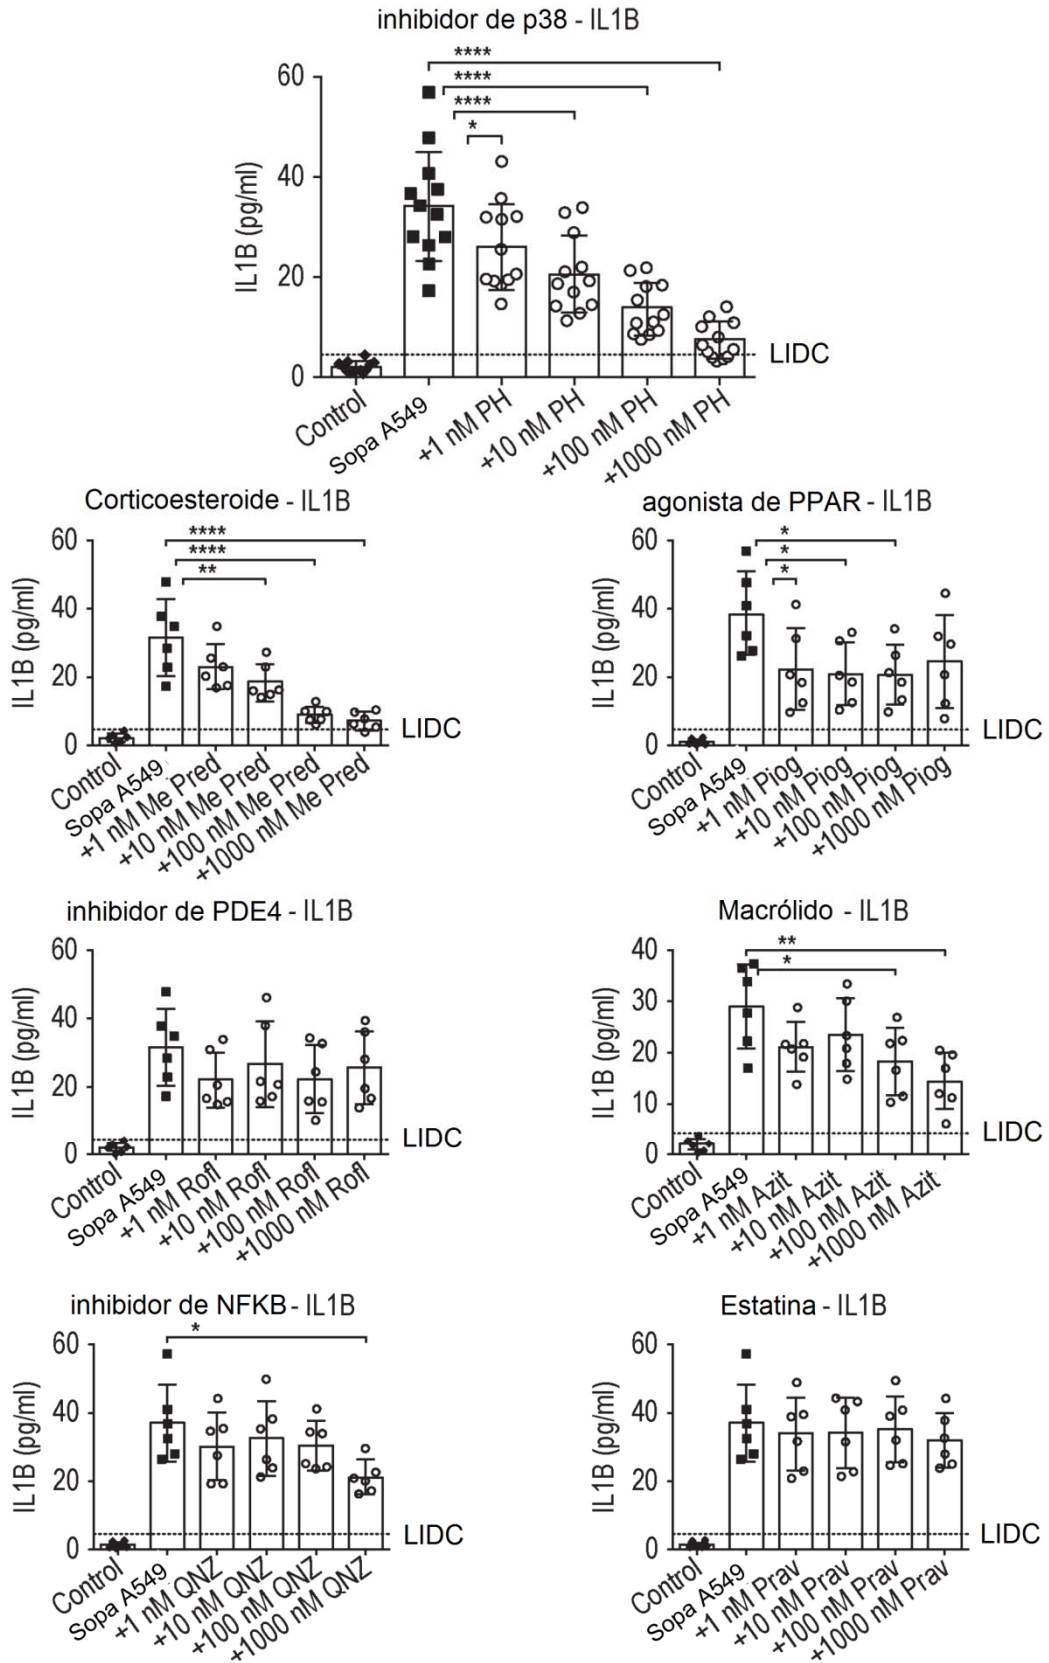 inhibidor de p38 - IL1B
****
****
****
*
60
40
20
0
IL1B (pg/ml)
LIDC
Control
Sopa A549
+1 nM PH
+10 nM PH
+100 nM PH
+1000 nM PH
Corticoesteroide - IL1B
****
****
**
60
40
20
0
IL1B (pg/ml)
LIDC
Control
Sopa A549
+1 nM Me Pred
+10 nM Me Pred
+100 nM Me Pred
+1000 nM Me Pred
agonista de PPAR - IL1B
*
*
*
60
40
20
0
IL1B (pg/ml)
LIDC
Control
Sopa A549
+1 nM Piog
+10 nM Piog
+100 nM Piog
+1000 nM Piog
inhibidor de PDE4 - IL1B
60
40
20
0
IL1B (pg/ml)
LIDC
Control
Sopa A549
+1 nM Rofl
+10 nM Rofl
+100 nM Rofl
+1000 nM Rofl
Macrólido - IL1B
**
*
40
30
20
10
0
IL1B (pg/ml)
LIDC
Control
Sopa A549
+1 nM Azit
+10 nM Azit
+100 nM Azit
+1000 nM Azit
inhibidor de NFKB - IL1B
*
60
40
20
0
IL1B (pg/ml)
LIDC
Control
Sopa A549
+1 nM QNZ
+10 nM QNZ
+100 nM QNZ
+1000 nM QNZ
Estatina - IL1B
60
40
20
0
IL1B (pg/ml)
LIDC
Control
Sopa A549
+1 nM Prav
+10 nM Prav
+100 nM Prav
+1000 nM Prav